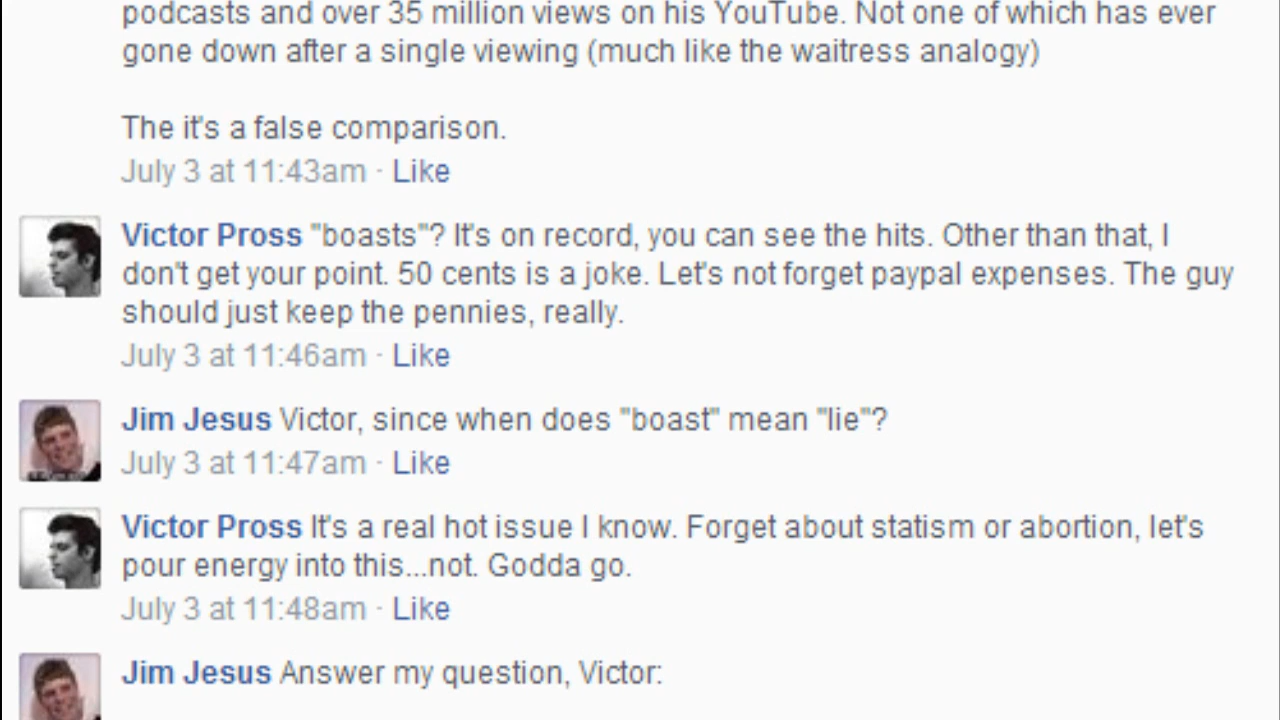 podcasts and over 35 million views on his YouTube. Not one of which has ever
gone down after a single viewing (much like the waitress analogy)
The it's a false comparison.
July 3 at 11:43am · Like
Victor Pross "boasts"? It's on record, you can see the hits. Other than that, I
don't get your point. 50 cents is a joke. Let's not forget paypal expenses. The guy
should just keep the pennies, really.
July 3 at 11:46am · Like
Jim Jesus Victor, since when does "boast" mean "lie"?
July 3 at 11:47am · Like
Victor Pross It's a real hot issue I know. Forget about statism or abortion, let's
pour energy into this...not. Godda go.
July 3 at 11:48am · Like
Jim Jesus Answer my question, Victor: